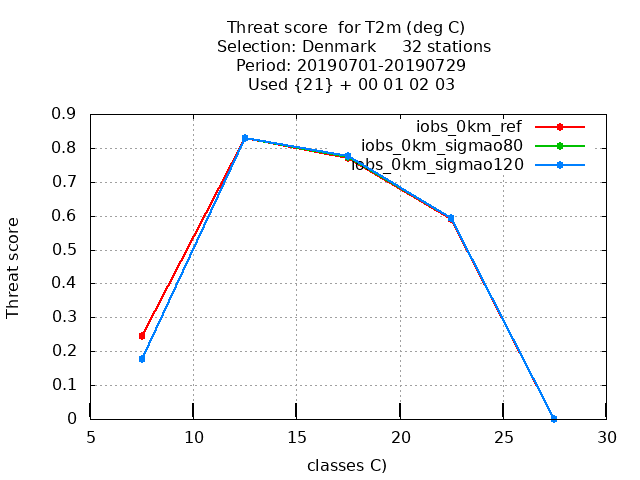 Threat score  for T2m (deg C)
Selection: Denmark     32 stations
Period: 20190701-20190729
Used {21} + 00 01 02 03
iobs_0km_ref
iobs_0km_sigmao80
iobs_0km_sigmao120
Threat score
0.9
0.8
0.7
0.6
0.5
0.4
0.3
0.2
0.1
0
5 10 15 20 25 30
classes C)